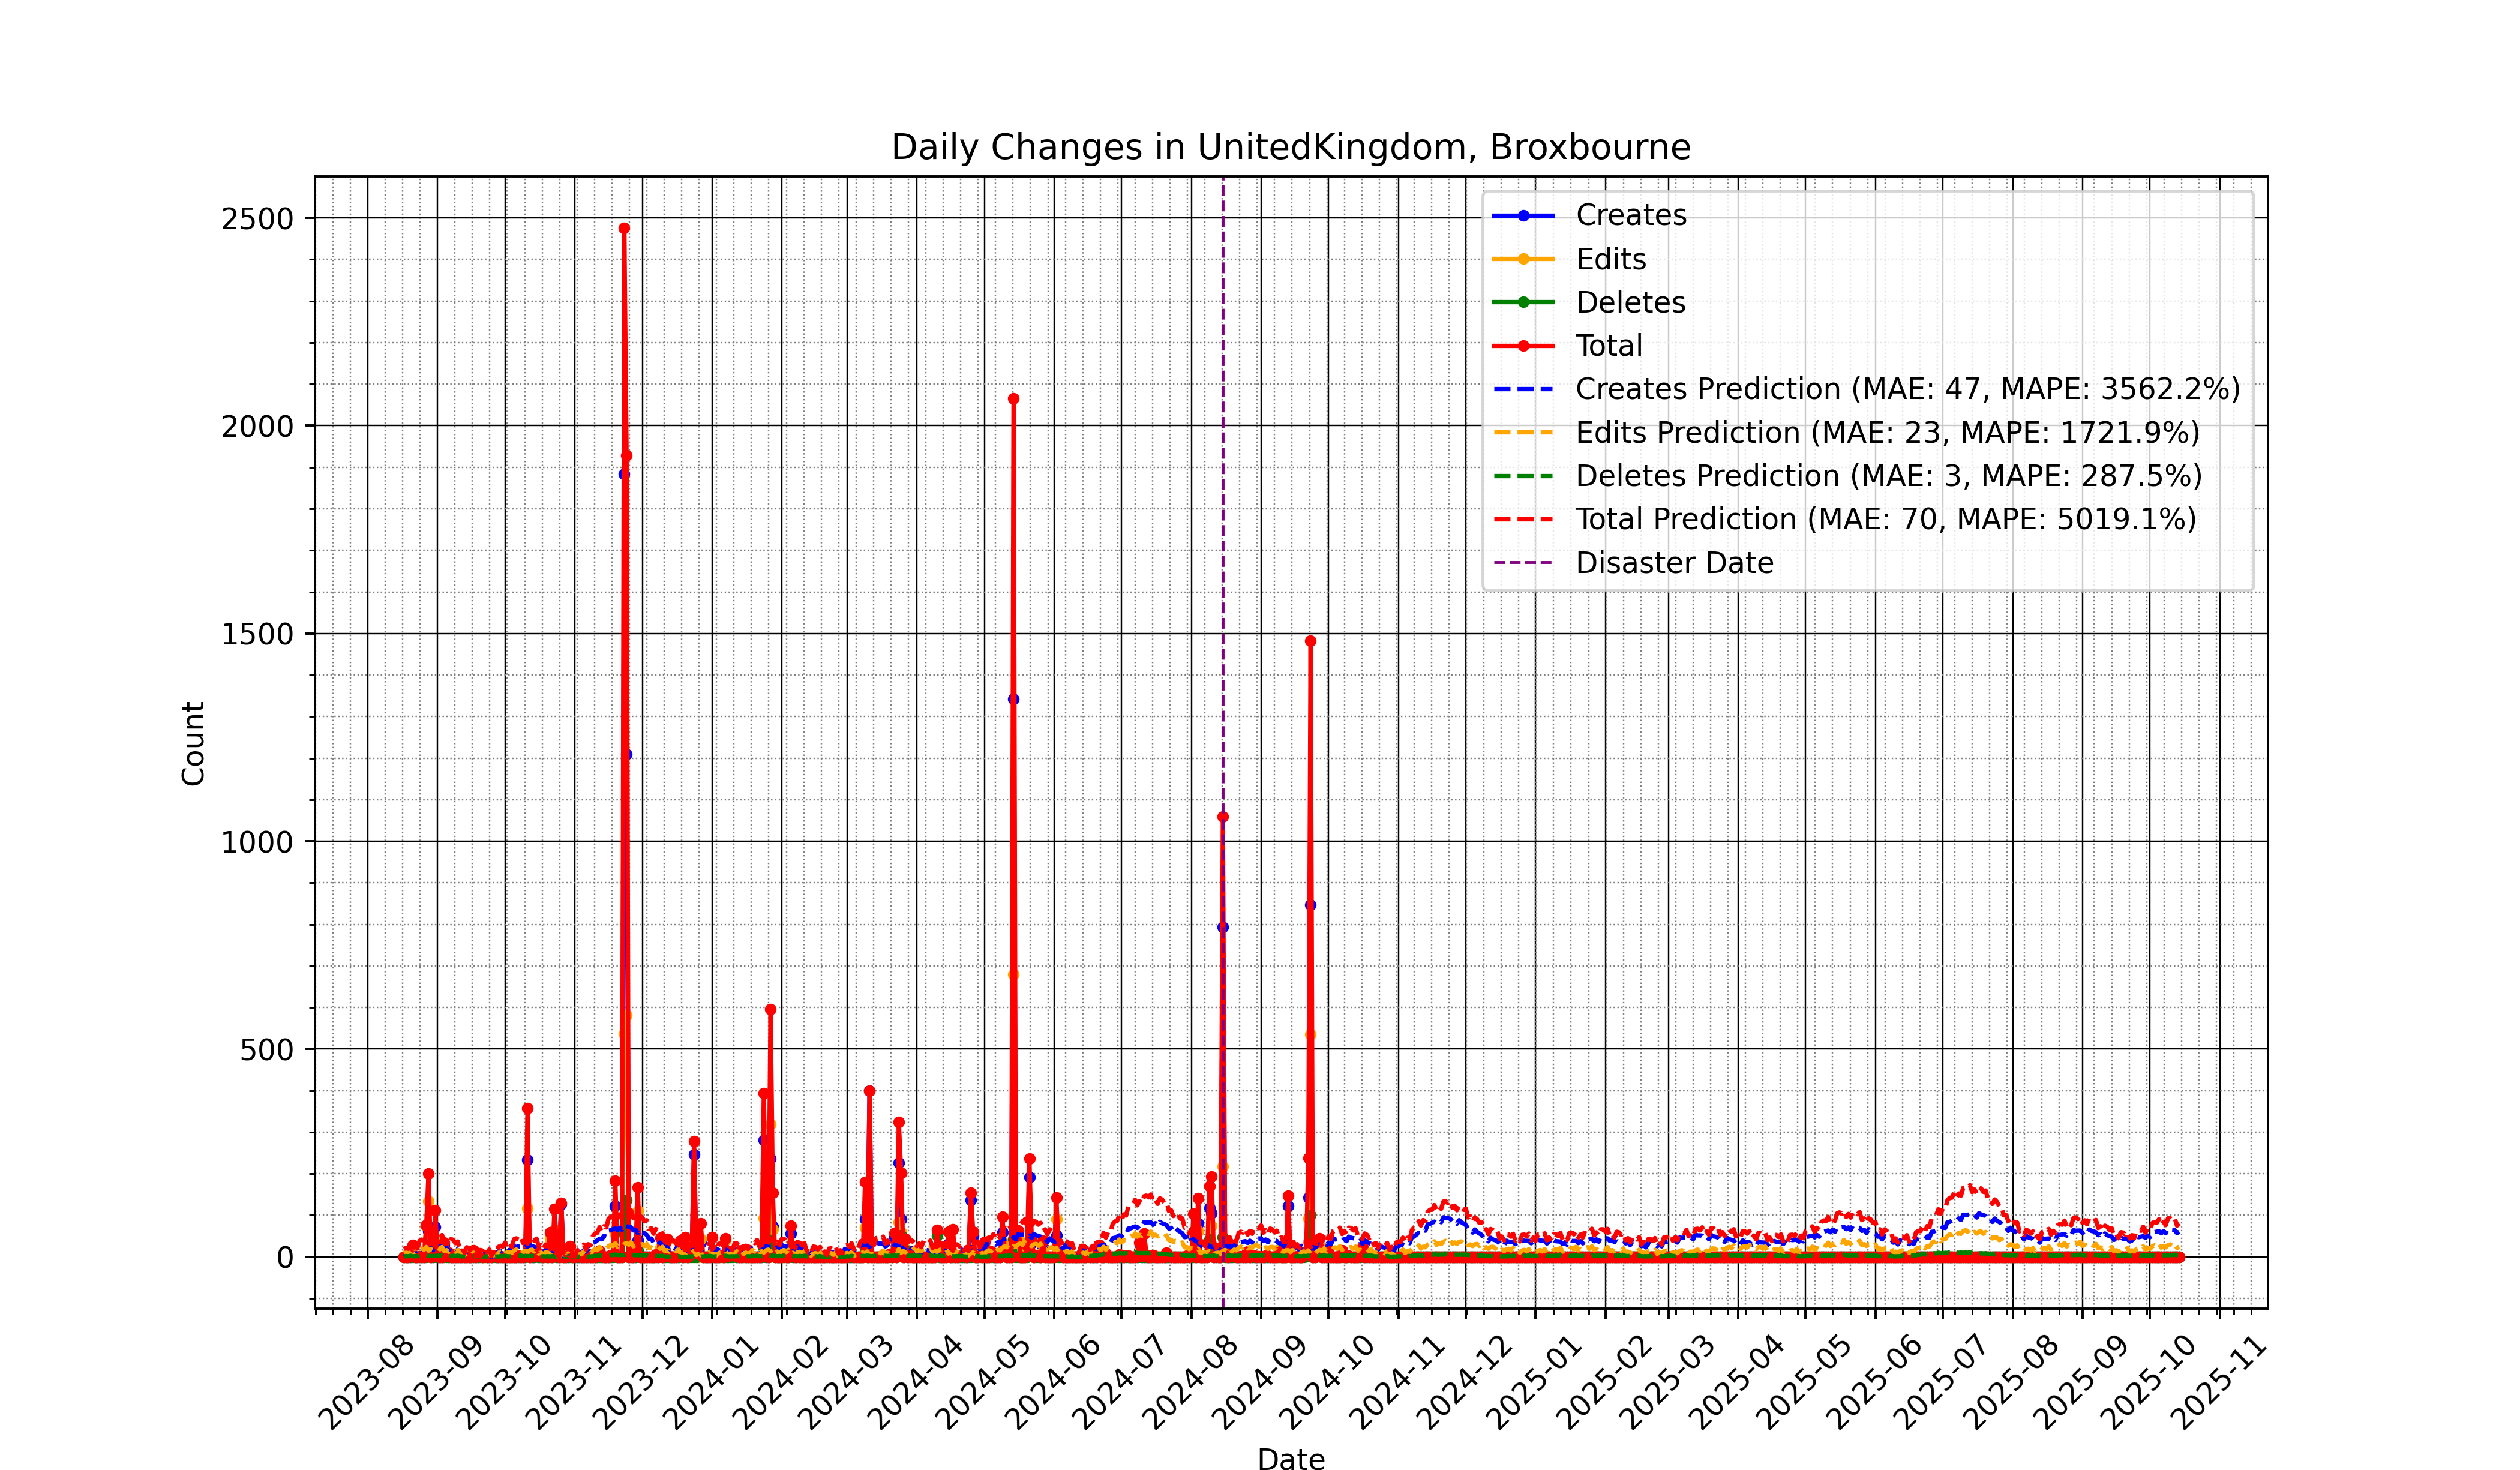 Daily Changes in UnitedKingdom, Broxbourne
Creates
Edits
Deletes
Total
Creates Prediction (MAE: 47, MAPE: 3562.2%)
Edits Prediction (MAE: 23, MAPE: 1721.9%)
Deletes Prediction (MAE: 3, MAPE: 287.5%)
Total Prediction (MAE: 70, MAPE: 5019.1%)
Disaster Date
Count
2500
2000
1500
1000
500
0
2023-08
2023-09
2023-10
2023-11
2023-12
2024-01
2024-02
2024-03
2024-04
2024-05
2024-06
2024-07
2024-08
2024-09
2024-10
2024-11
2024-12
2025-01
2025-02
2025-03
2025-04
2025-05
2025-06
2025-07
2025-08
2025-09
2025-10
2025-11
Date